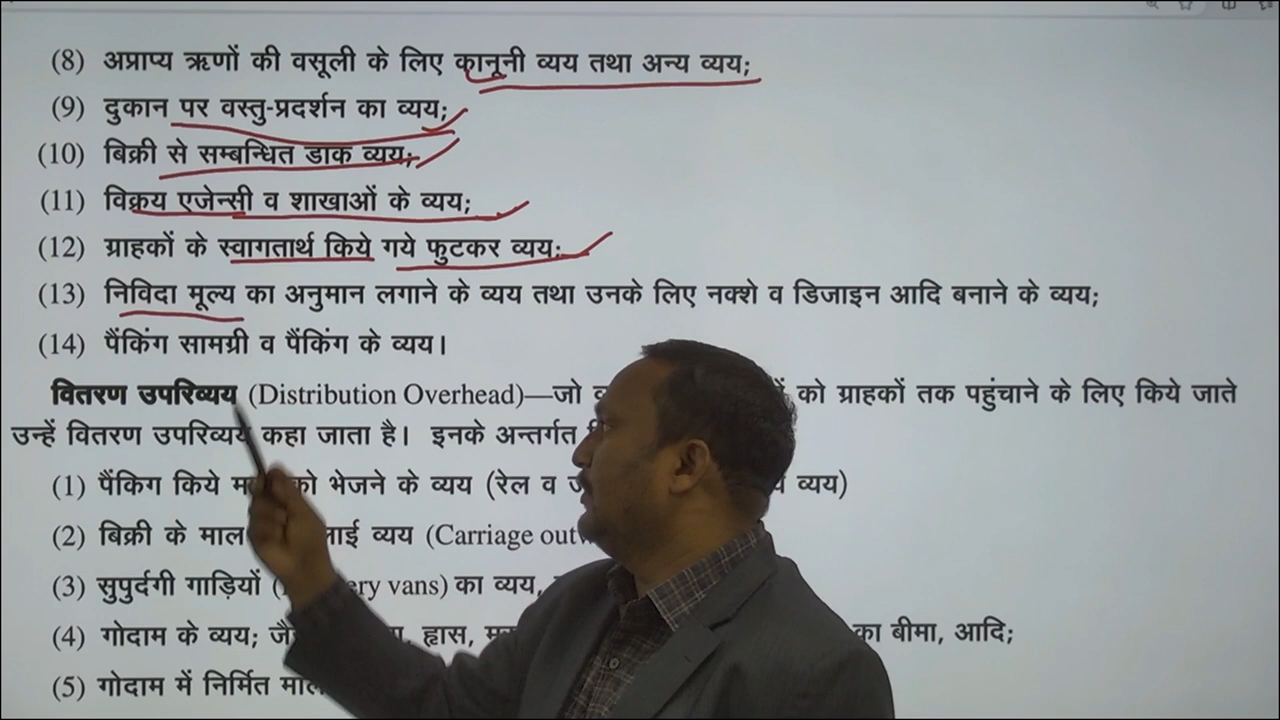 (8) अप्राप्य ऋणों की वसूली के लिए कानूनी व्यय तथा अन्य व्यय;
(9) दुकान पर वस्तु-प्रदर्शन का व्यय;
(10) बिक्री से सम्बन्धित डाक व्यय;
(11) विक्रय एजेन्सी व शाखाओं के व्यय;
(12) ग्राहकों के स्वागतार्थ किये गये फुटकर व्यय;
(13) निविदा मूल्य का अनुमान लगाने के व्यय तथा उनके लिए नक्शे व डिजाइन आदि बनाने के व्यय;
(14) पैंकिंग सामग्री व पैंकिंग के व्यय।
वितरण उपरिव्यय (Distribution Overhead)—जो को ग्राहकों तक पहुंचाने के लिए किये जाते
उन्हें वितरण उपरिव्यय कहा जाता है। इनके अन्तर्गत
(1) पैंकिंग किये को भेजने के व्यय (रेल व व्यय)
(2) बिक्री के माल व्यय (Carriage
(3) सुपुर्दगी गाड़ियों vans) का व्यय,
(4) गोदाम के व्यय; ह्रास, का बीमा, आदि;
(5) गोदाम में निर्मित